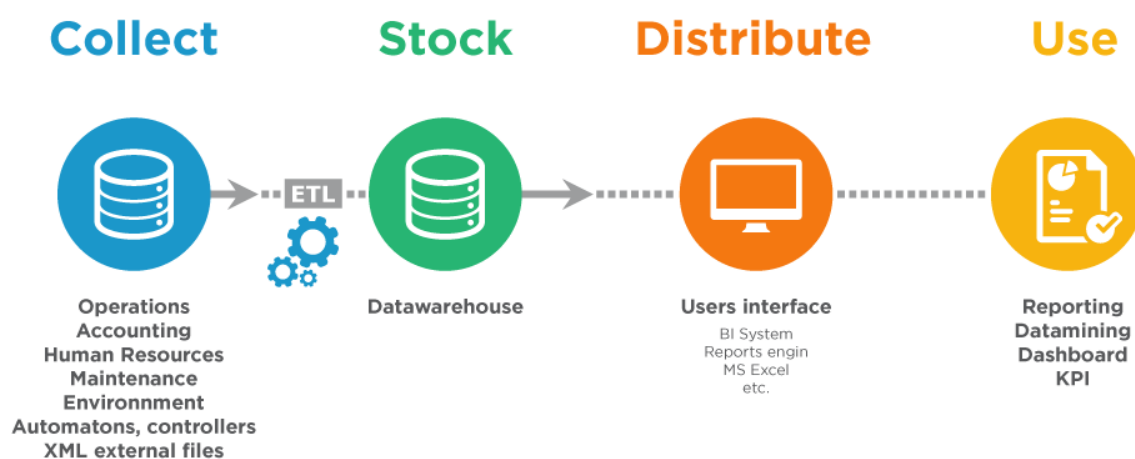 Collect
Stock
Distribute
Use
ETL
Operations
Accounting
Human Resources
Maintenance
Environnment
Automatons, controllers
XML external files
Datawarehouse
Users interface
BI System
Reports engin
MS Excel
etc.
Reporting
Datamining
Dashboard
KPI